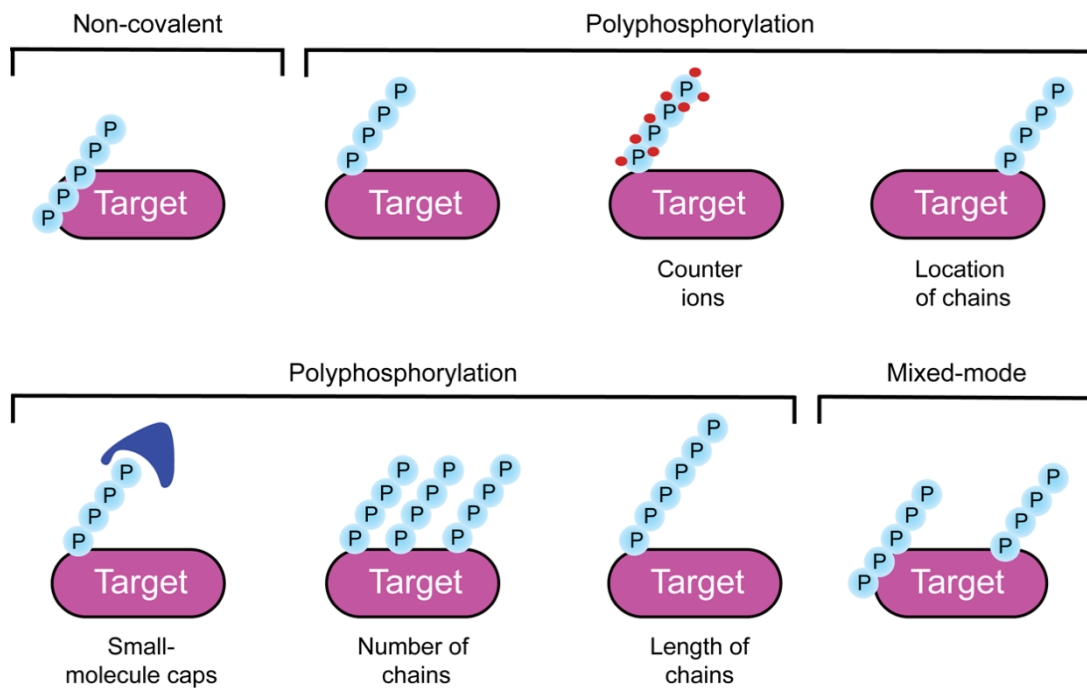 Non-covalent
Polyphosphorylation
P
P
P
P
P
Target
P
P
P
P
Target
P
P
P
P
Target
Counter
ions
P
P
P
P
Target
Location
of chains
Polyphosphorylation
Mixed-mode
P
P
P
P
Target
Small-
molecule caps
P
P
P
P
P
P
P
P
P
P
P
P
Target
Number of
chains
P
P
P
P
P
P
Target
Length of
chains
P
P
P
P
P
P
P
P
P
Target